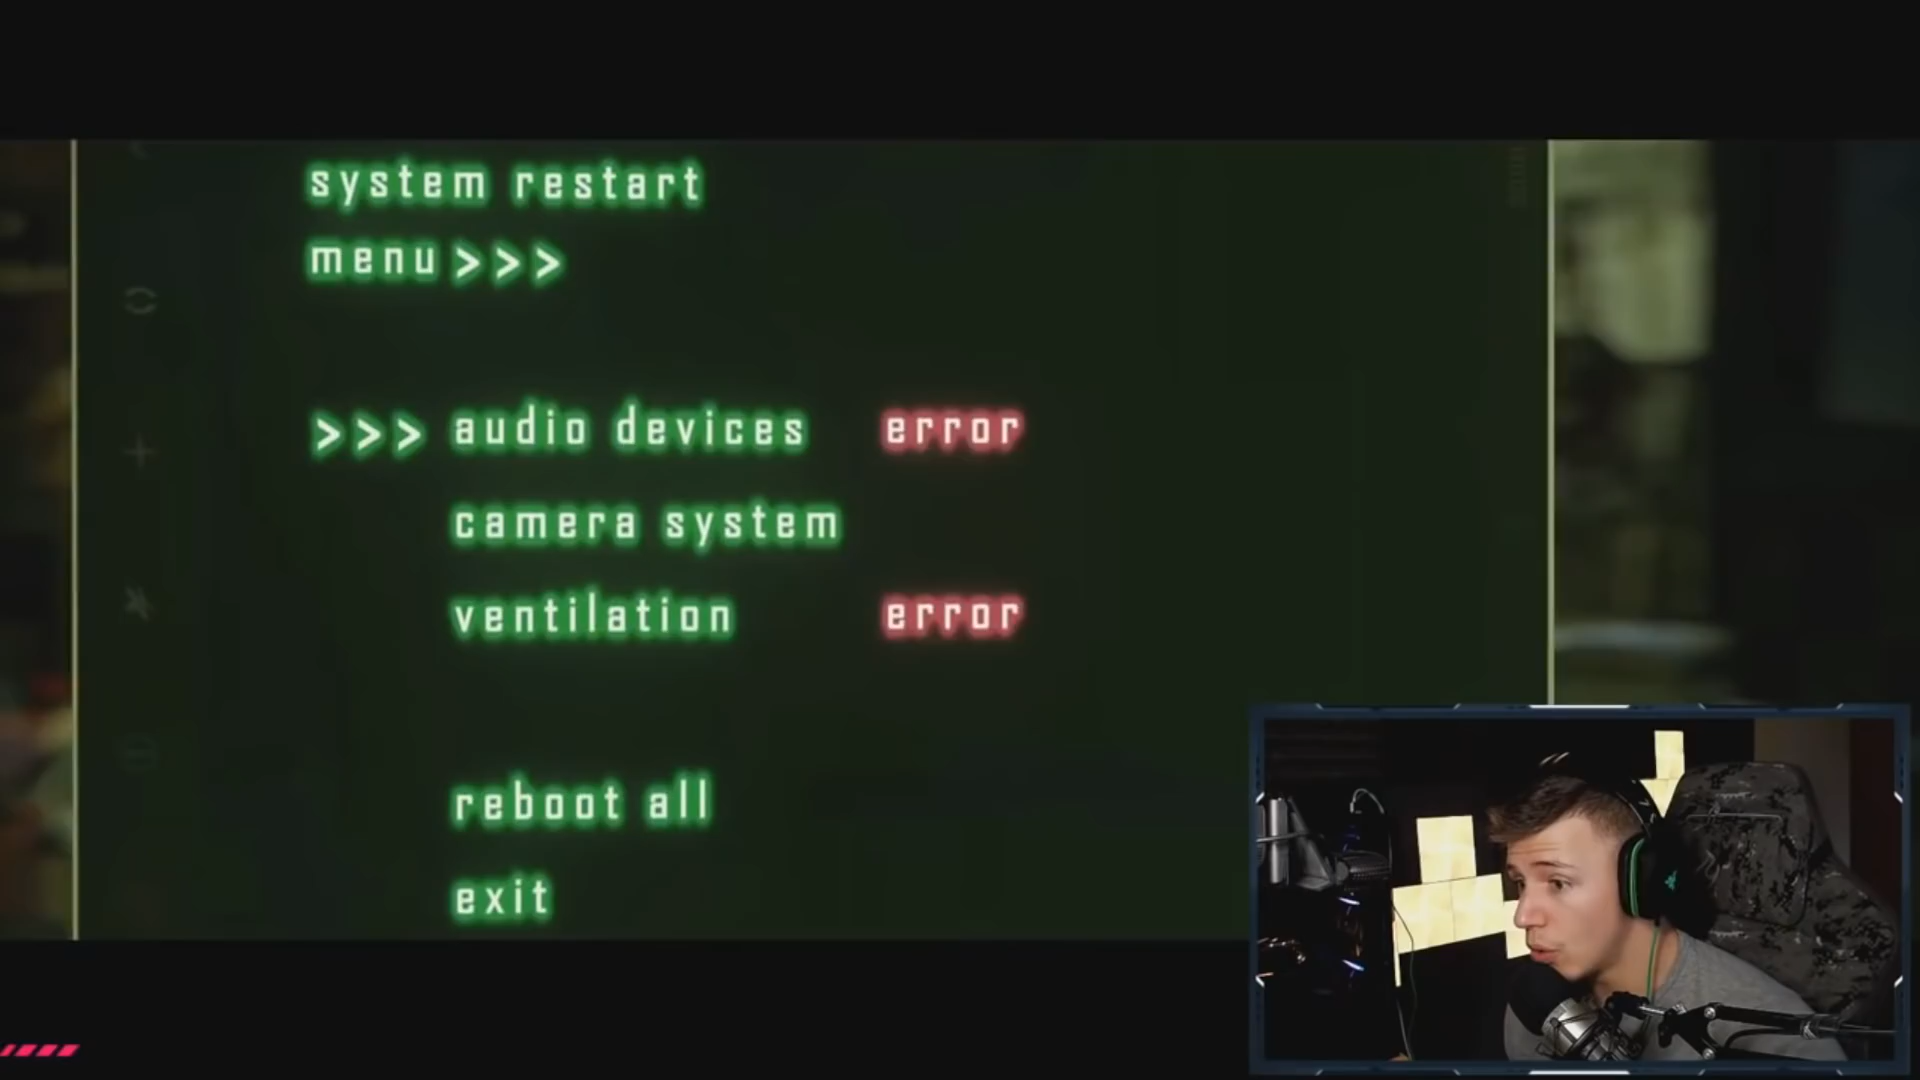 system restart
menu>>>
>>> audio devices error
camera system
ventilation error
reboot all
exit